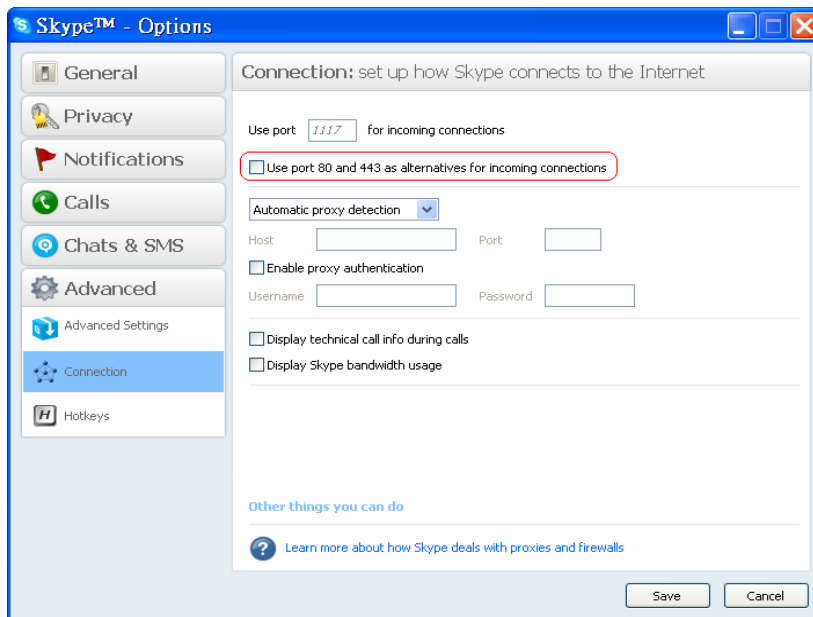 Skype™ - Options
General
Privacy
Notifications
Calls
Chats & SMS
Advanced
Advanced Settings
Connection
H Hotkeys
Connection: set up how Skype connects to the Internet
Use port 1117 for incoming connections
Use port 80 and 443 as alternatives for incoming connections
Automatic proxy detection
Host Port
Enable proxy authentication
Username Password
Display technical call info during calls
Display Skype bandwidth usage
Other things you can do
? Learn more about how Skype deals with proxies and firewalls
Save Cancel